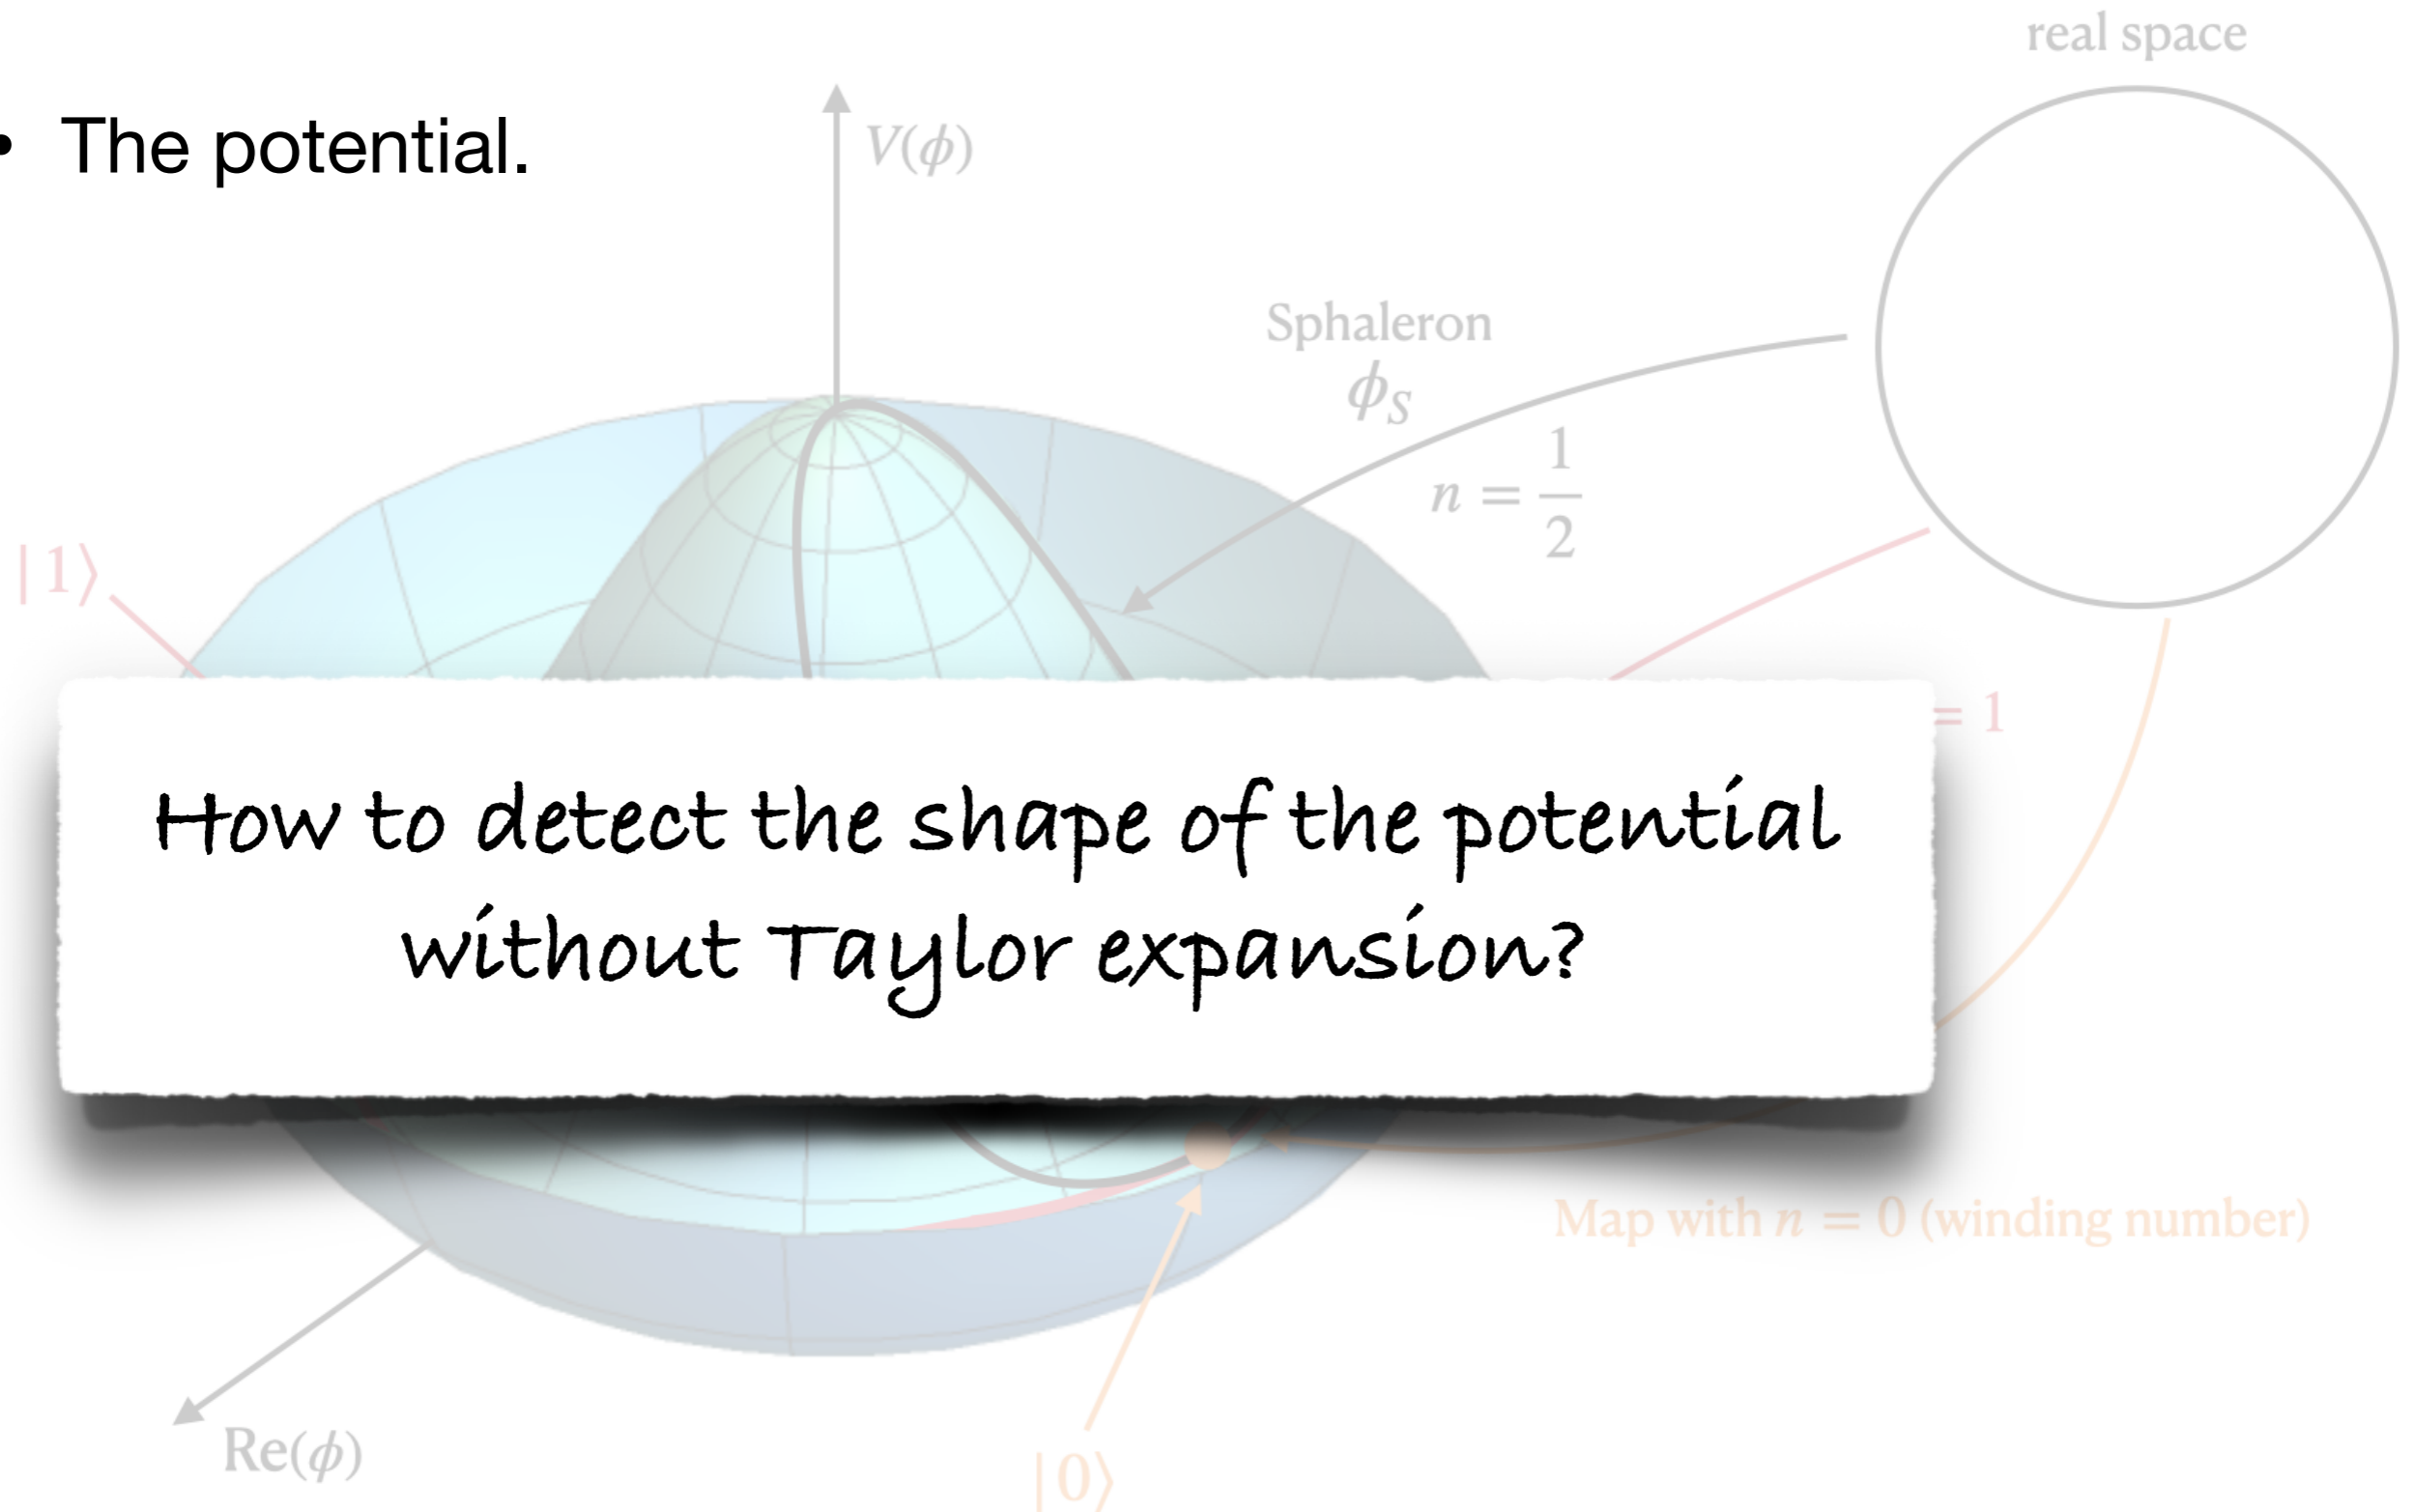 real space
• The potential.
V(ϕ)
Sphaleron
ϕ_S
n = 1/2
|1⟩
= 1
How to detect the shape of the potential
without Taylor expansion?
Map with n = 0 (winding number)
Re(ϕ)
|0⟩